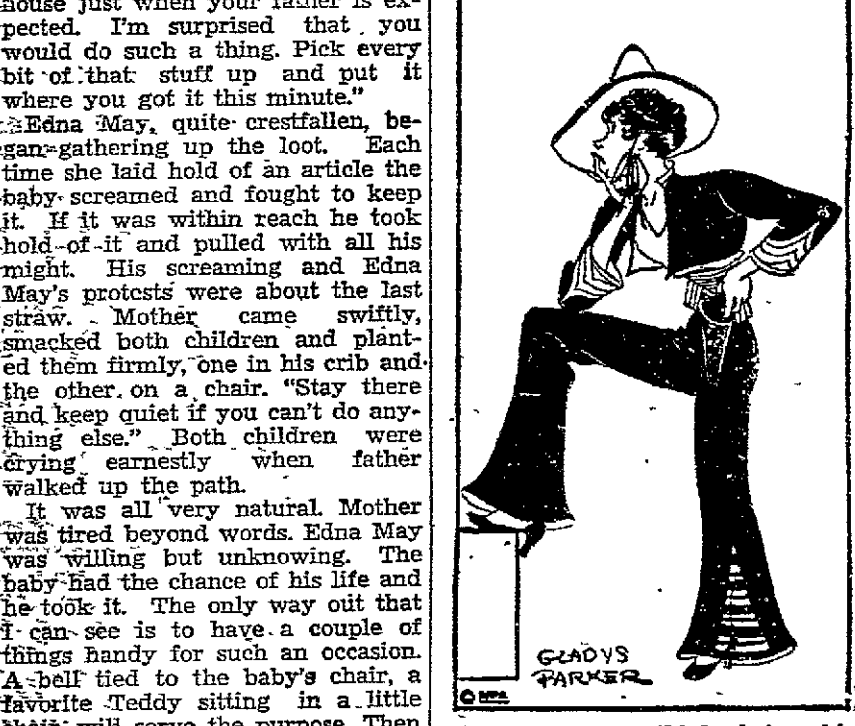 house just when your father is ex-
pected. I'm surprised that you
would do such a thing. Pick every
bit of that stuff up and put it
where you got it this minute."
Edna May, quite crestfallen, be-
gan gathering up the loot. Each
time she laid hold of an article the
baby screamed and fought to keep
it. If it was within reach he took
hold of it and pulled with all his
might. His screaming and Edna
May's protests were about the last
straw. Mother came swiftly,
smacked both children and plant-
ed them firmly, one in his crib and
the other on a chair. "Stay there
and keep quiet if you can't do any-
thing else." Both children were
crying earnestly when father
walked up the path.
It was all very natural. Mother
was tired beyond words. Edna May
was willing but unknowing. The
baby had the chance of his life and
he took it. The only way out that
I can see is to have a couple of
things handy for such an occasion.
A bell tied to the baby's chair, a
favorite Teddy sitting in a little
will serve the purpose. Then
GLADYS
PARKER
©